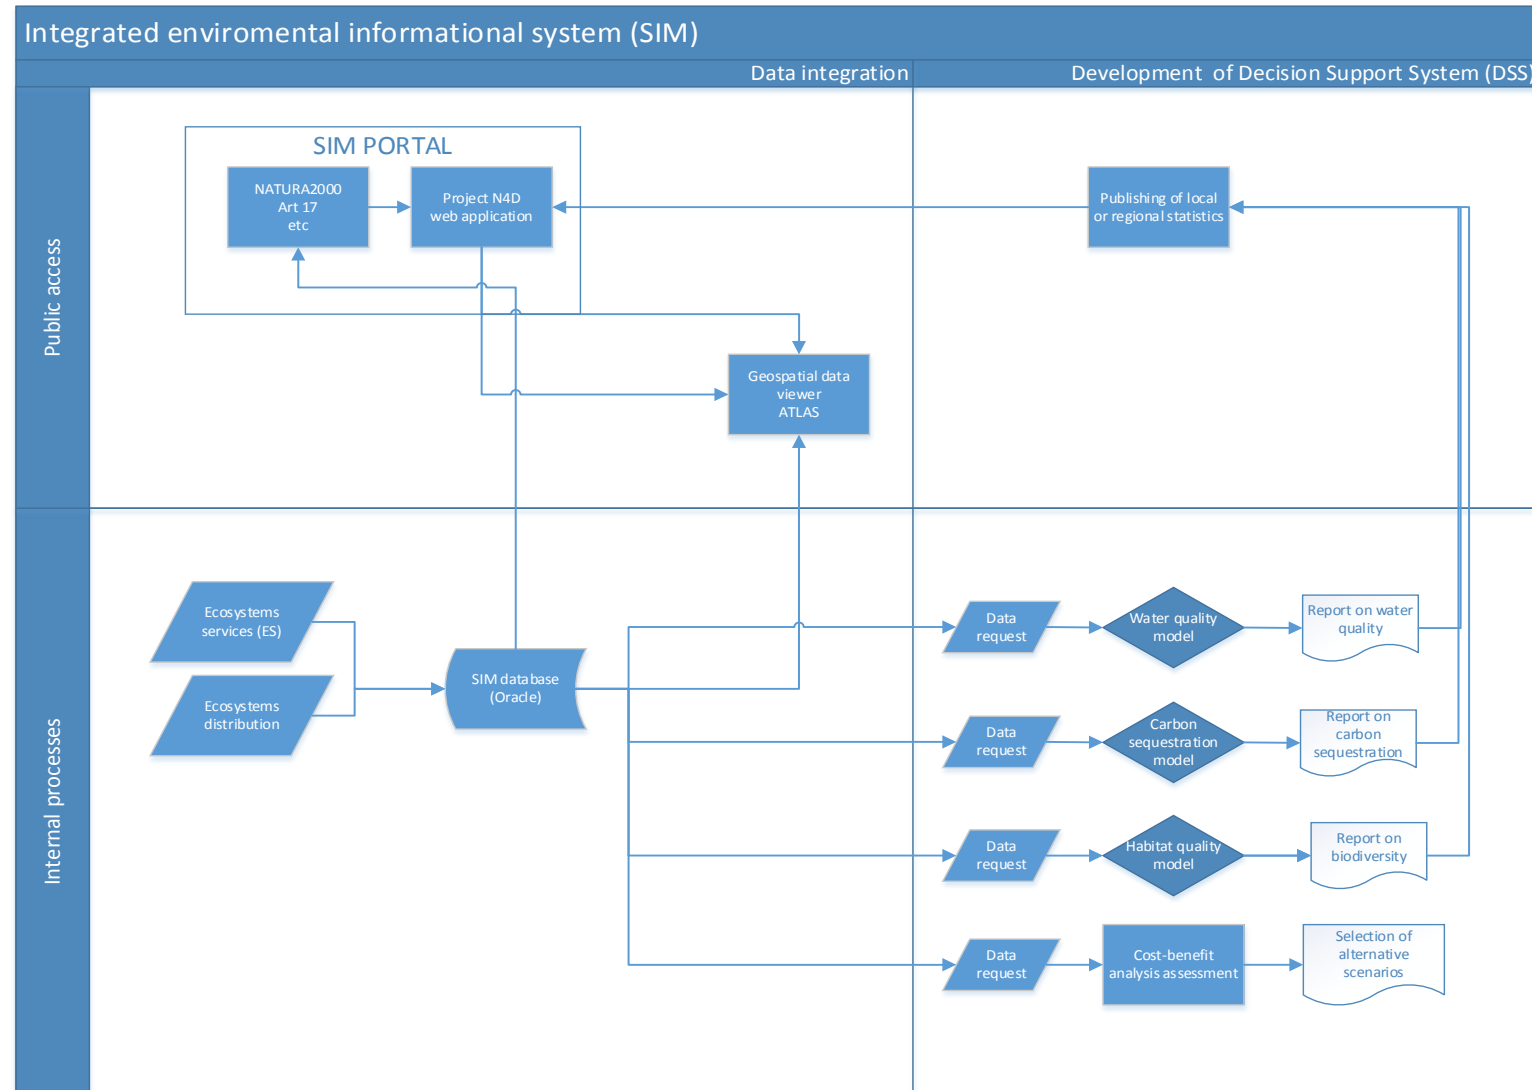 Integrated enviromental informational system (SIM)
Data integration
Development of Decision Support System (DSS)
Public access
SIM PORTAL
NATURA2000
Art 17
etc
Project N4D
web application
Publishing of local
or regional statistics
Geospatial data
viewer
ATLAS
Internal processes
Ecosystems
services (ES)
Ecosystems
distribution
SIM database
(Oracle)
Data
request
Water quality
model
Report on water
quality
Data
request
Carbon
sequestration
model
Report on
carbon
sequestration
Data
request
Habitat quality
model
Report on
biodiversity
Data
request
Cost-benefit
analysis assessment
Selection of
alternative
scenarios